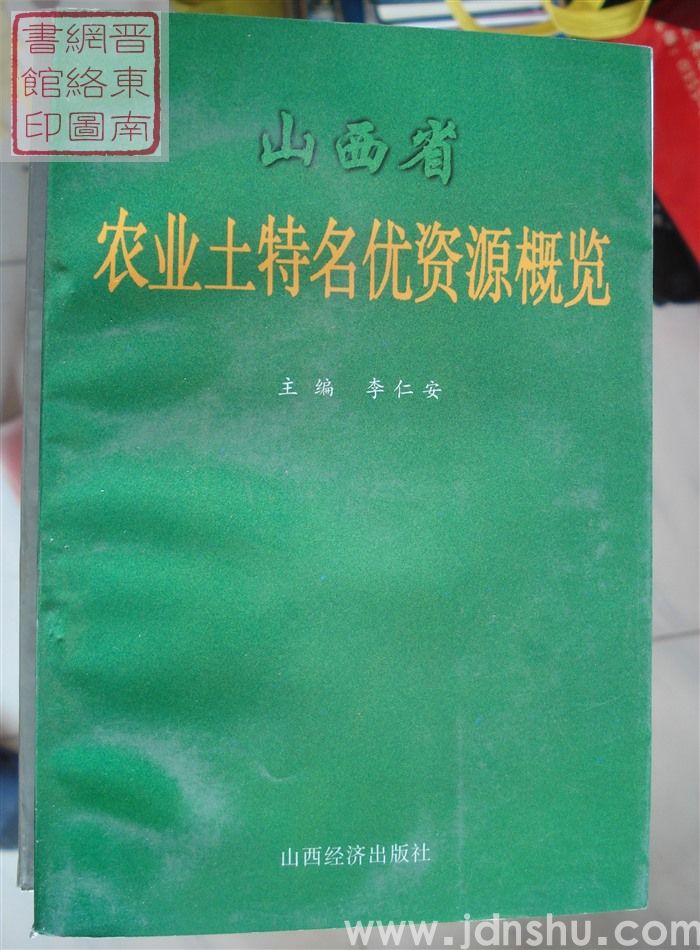 晋東南
網絡圖
書館印
山西省
农业土特名优资源概览
主编 李仁安
山西经济出版社
www.jdnshu.com